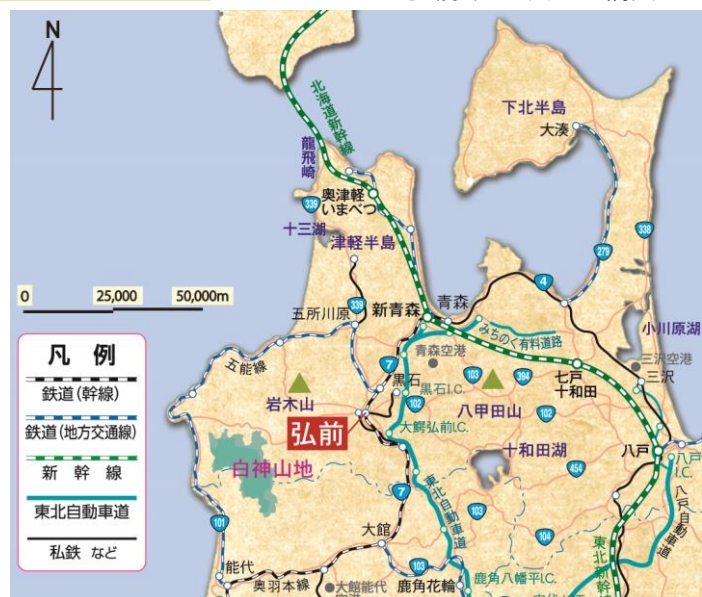 N
北海道新幹線
龍飛崎
下北半島
大湊
奥津軽
いまべつ
339
十三湖
津軽半島
338
279
0
25,000
50,000m
339
五所川原
新青森
青森
4
みちのく有料道路
小川原湖
三沢空港
三沢
青森空港
七戸
十和田
五能線
7
黒石
103
394
黒石I.C.
102
岩木山
八甲田山
102
弘前
大鰐弘前I.C.
十和田湖
八戸
八戸
I.C.
白神山地
454
八戸自動車道
7
東北自動車道
103
104
101
大館
103
東北新幹線
能代
奥羽本線
大館能代
鹿角花輪
鹿角八幡平I.C.
凡 例
鉄道(幹線)
鉄道(地方交通線)
新 幹 線
東北自動車道
私鉄 など